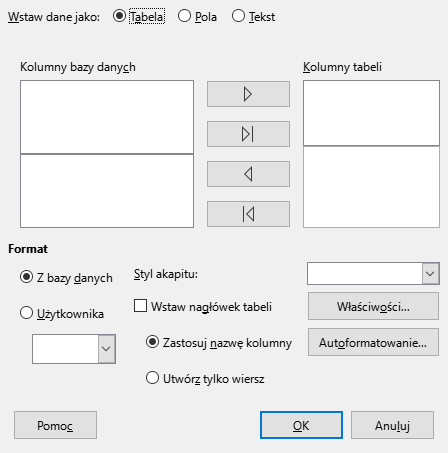 Wstaw dane jako: Tabela Pola Tekst
Kolumny bazy danych Kolumny tabeli
Format
Z bazy danych Styl akapitu:
Użytkownika Wstaw nagłówek tabeli Właściwości...
Zastosuj nazwę kolumny Autoformatowanie...
Utwórz tylko wiersz
Pomoc OK Anuluj